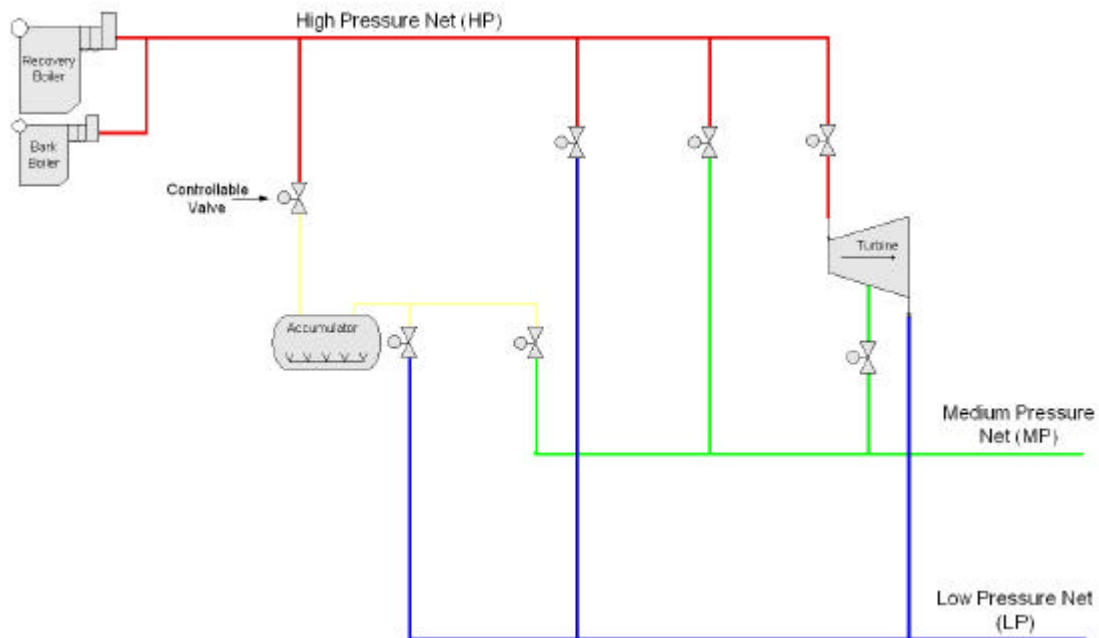 High Pressure Net (HP)
Recovery
Boiler
Bark
Boiler
Controllable
Valve
Turbine
Accumulator
Medium Pressure
Net (MP)
Low Pressure Net
(LP)